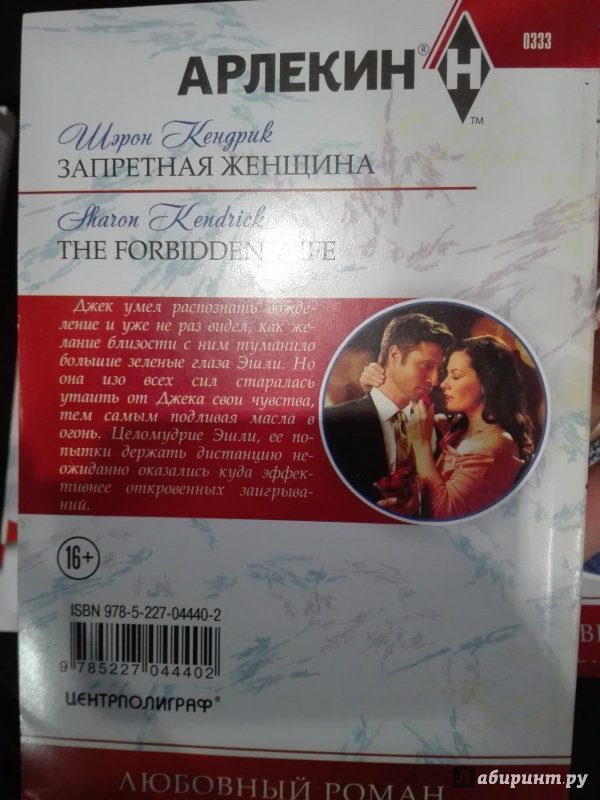 АРЛЕКИН®
Н
TM
0333
Шэрон Кендрик
ЗАПРЕТНАЯ ЖЕНЩИНА
Sharon Kendrick
THE FORBIDDEN
Джек умел распознать вожде-
ление и уже не раз видел, как же-
лание близости с ним туманило
большие зеленые глаза Эшли. Но
она изо всех сил старалась
утаить от Джека свои чувства,
тем самым подливая масла в
огонь. Целомудрие Эшли, ее по-
пытки держать дистанцию не-
ожиданно оказались куда эффек-
тивнее откровенных заигрыва-
ний.
16+
ISBN 978-5-227-04440-2
9 785227 044402
ЦЕНТРПОЛИГРАФ®
ЛЮБОВНЫЙ РОМАН
Лабиринт.ру